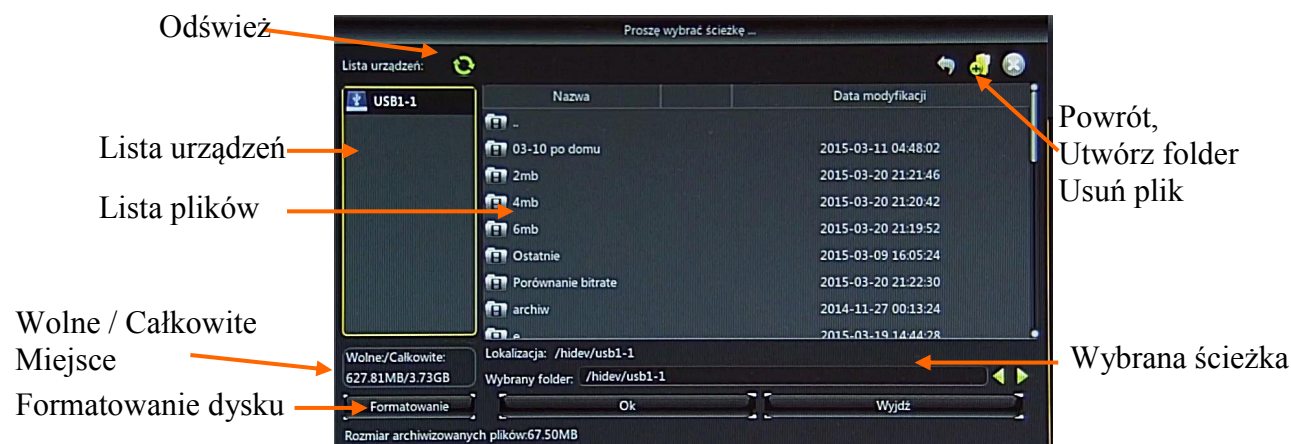 Odśwież
Proszę wybrać ścieżkę ...
Lista urządzeń:
USB1-1
Nazwa
Data modyfikacji
..
03-10 po domu
2015-03-11 04:48:02
2mb
2015-03-20 21:21:46
4mb
2015-03-20 21:20:42
6mb
2015-03-20 21:19:52
Ostatnie
2015-03-09 16:05:24
Porównanie bitrate
2015-03-20 21:22:30
archiw
2014-11-27 00:13:24
e
2015-03-19 14:44:28
Powrót,
Utwórz folder
Usuń plik
Lista urządzeń
Lista plików
Wolne / Całkowite
Miejsce
Formatowanie dysku
Wolne:/Całkowite:
627.81MB/3.73GB
Lokalizacja: /hidev/usb1-1
Wybrany folder: /hidev/usb1-1
Wybrana ścieżka
Formatowanie
Ok
Wyjdź
Rozmiar archiwizowanych plików:67.50MB